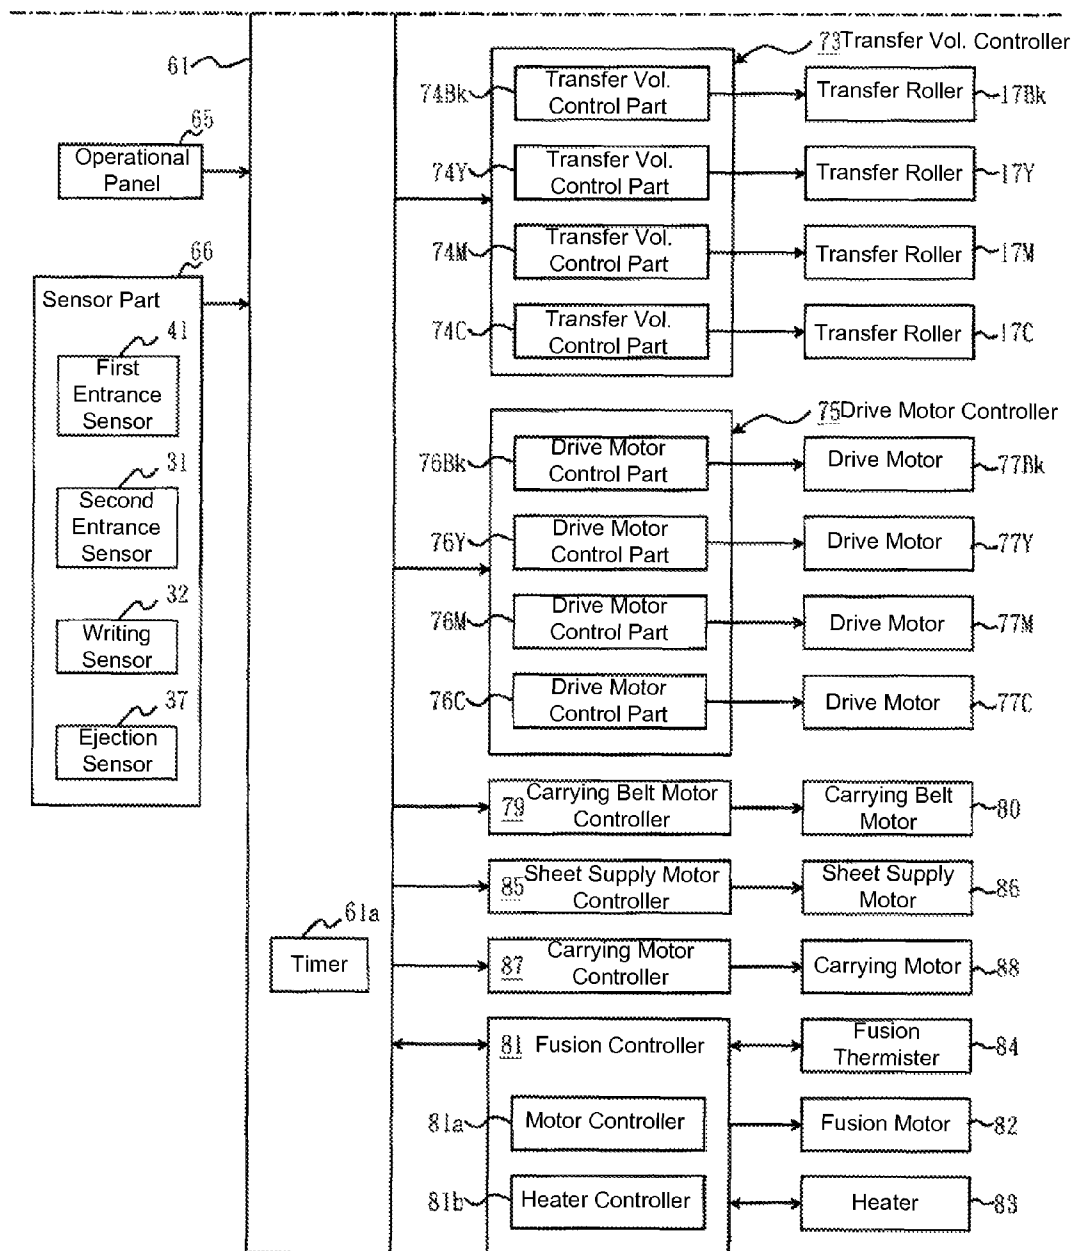 61
65
Operational
Panel
66
Sensor Part
41
First
Entrance
Sensor
31
Second
Entrance
Sensor
32
Writing
Sensor
37
Ejection
Sensor
61a
Timer
73 Transfer Vol. Controller
74Bk
Transfer Vol.
Control Part
Transfer Roller
17Bk
74Y
Transfer Vol.
Control Part
Transfer Roller
17Y
74M
Transfer Vol.
Control Part
Transfer Roller
17M
74C
Transfer Vol.
Control Part
Transfer Roller
17C
75 Drive Motor Controller
76Bk
Drive Motor
Control Part
Drive Motor
77Bk
76Y
Drive Motor
Control Part
Drive Motor
77Y
76M
Drive Motor
Control Part
Drive Motor
77M
76C
Drive Motor
Control Part
Drive Motor
77C
79 Carrying Belt Motor
Controller
Carrying Belt
Motor
80
85 Sheet Supply Motor
Controller
Sheet Supply
Motor
86
87 Carrying Motor
Controller
Carrying Motor
88
81 Fusion Controller
Fusion
Thermister
84
81a
Motor Controller
Fusion Motor
82
81b
Heater Controller
Heater
83